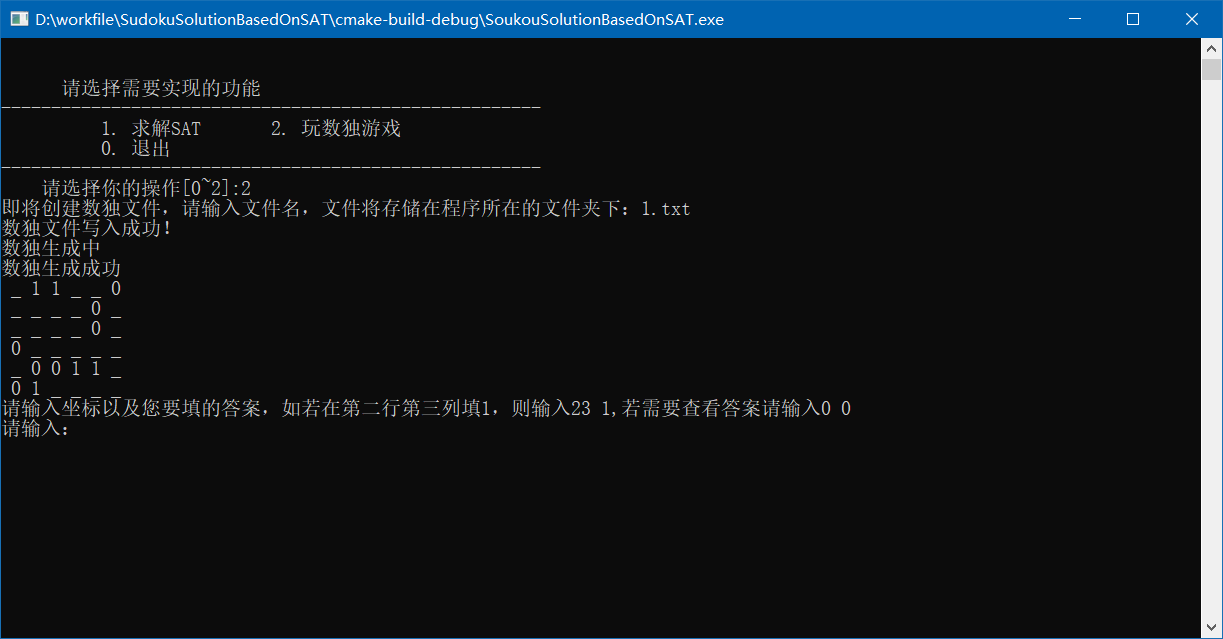 D:\workfile\SudokuSolutionBasedOnSAT\cmake-build-debug\SoukouSolutionBasedOnSAT.exe
请选择需要实现的功能
------------------------------------------------------
1. 求解SAT 2. 玩数独游戏
0. 退出
------------------------------------------------------
请选择你的操作[0~2]:2
即将创建数独文件，请输入文件名，文件将存储在程序所在的文件夹下：1.txt
数独文件写入成功！
数独生成中
数独生成成功
_ 1 1 _ _ 0
_ _ _ _ 0 _
_ _ _ _ 0 _
0 _ _ _ _ _
_ 0 0 1 1 _
0 1 _ _ _ _
请输入坐标以及您要填的答案，如若在第二行第三列填1，则输入23 1,若需要查看答案请输入0 0
请输入：